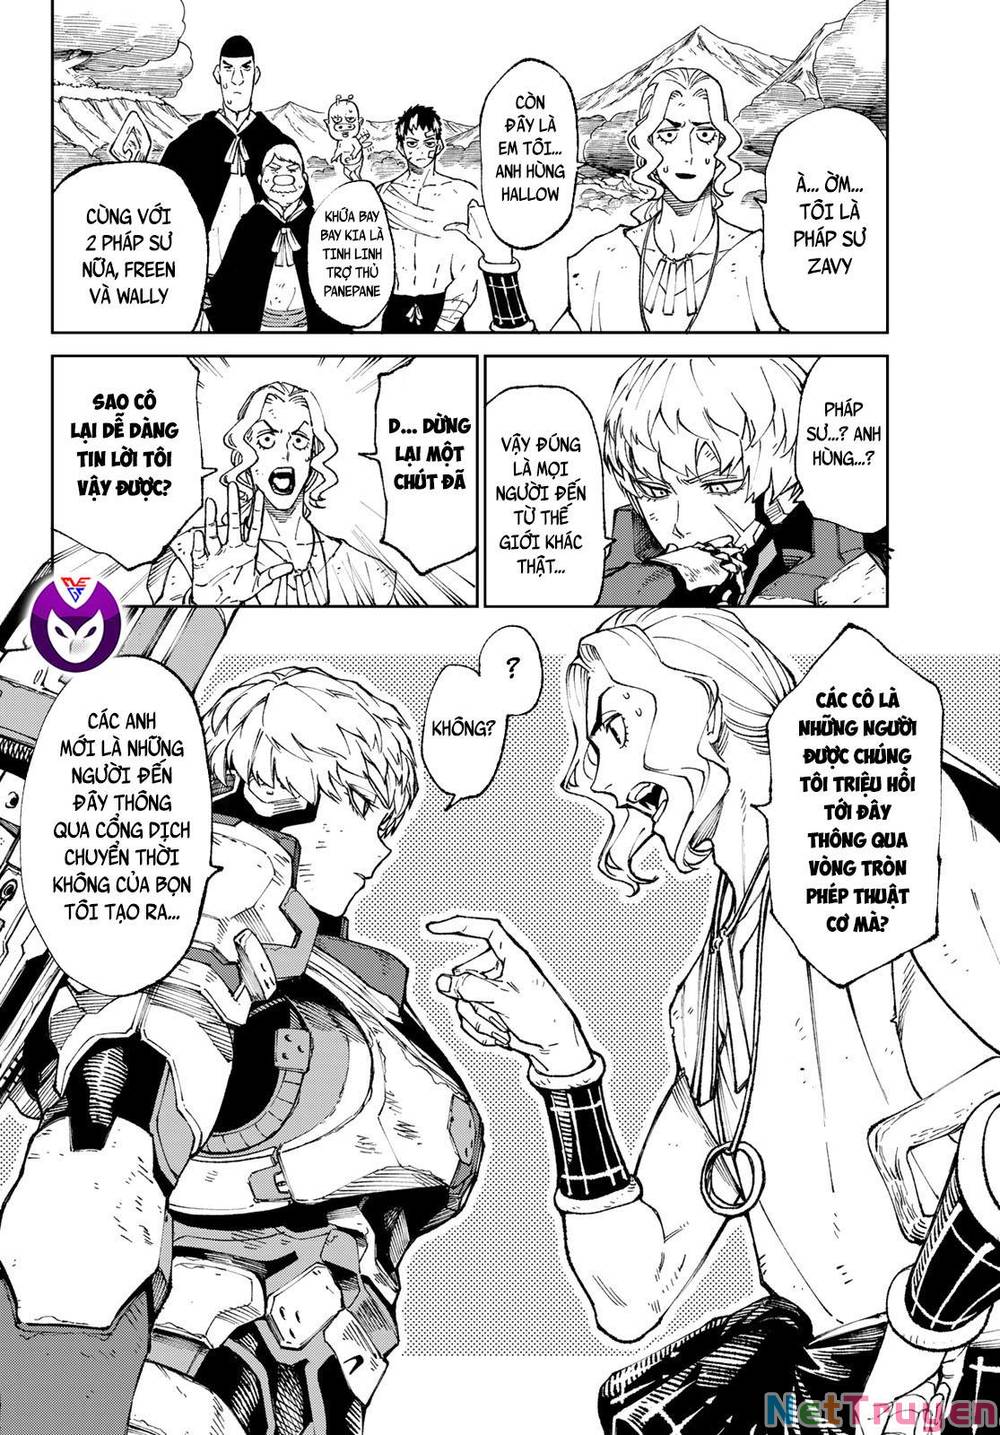 À... ỜM...
TÔI LÀ
PHÁP SƯ
ZAVY
CÒN
ĐÂY LÀ
EM TÔI...
ANH HÙNG
HALLOW
KHỨA BAY
BAY KIA LÀ
TINH LINH
TRỢ THỦ
PANEPANE
CÙNG VỚI
2 PHÁP SƯ
NỮA, FREEN
VÀ WALLY
PHÁP
SƯ...? ANH
HÙNG...?
VẬY ĐÚNG
LÀ MỌI
NGƯỜI ĐẾN
TỪ THẾ
GIỚI KHÁC
THẬT...
D... DỪNG
LẠI MỘT
CHÚT ĐÃ
SAO CÔ
LẠI DỄ DÀNG
TIN LỜI TÔI
VẬY ĐƯỢC?
CÁC CÔ LÀ
NHỮNG NGƯỜI
ĐƯỢC CHÚNG
TÔI TRIỆU HỒI
TỚI ĐÂY
THÔNG QUA
VÒNG TRÒN
PHÉP THUẬT
CƠ MÀ?
?
KHÔNG?
CÁC ANH
MỚI LÀ NHỮNG
NGƯỜI ĐẾN
ĐÂY THÔNG
QUA CỔNG DỊCH
CHUYỂN THỜI
KHÔNG CỦA BỌN
TÔI TẠO RA...
NetTruyen